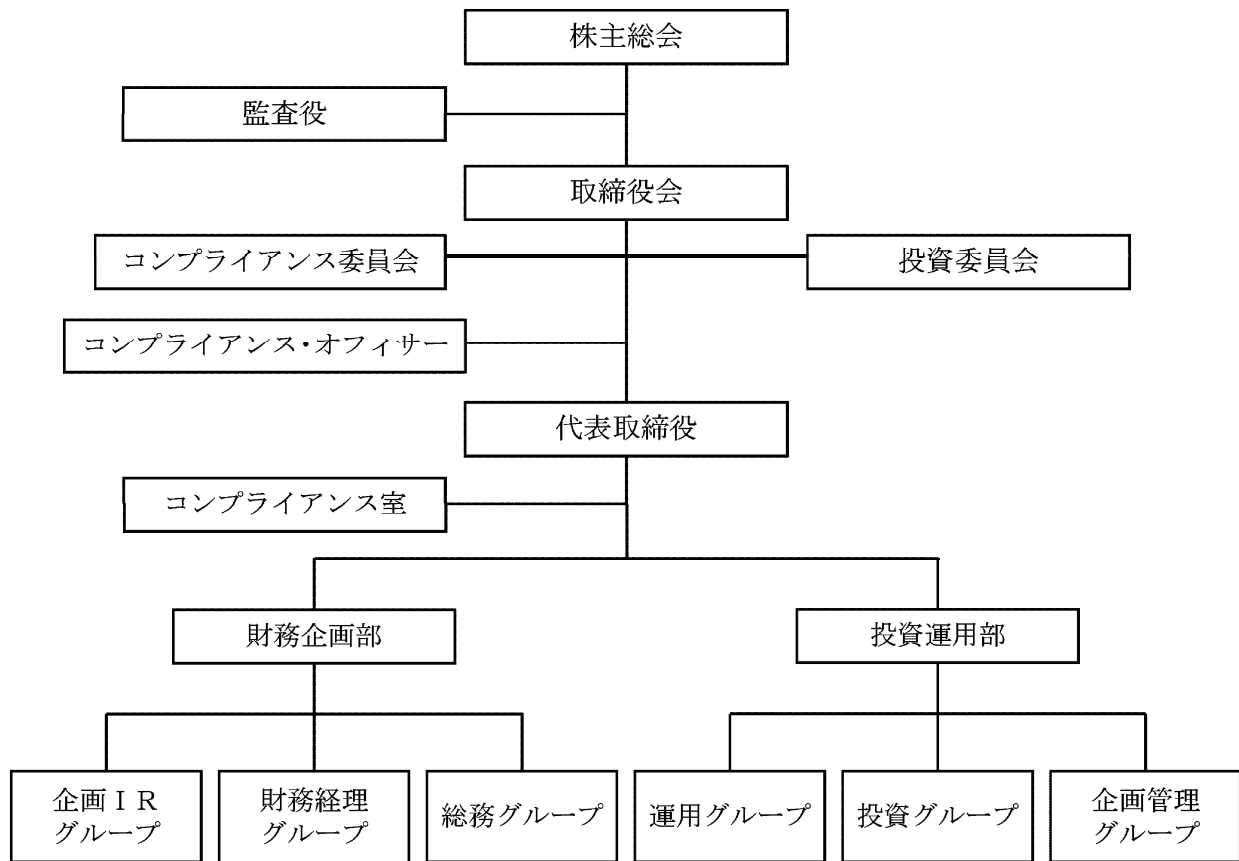 株主総会
監査役
取締役会
コンプライアンス委員会
投資委員会
コンプライアンス・オフィサー
代表取締役
コンプライアンス室
財務企画部
投資運用部
企画ＩＲ
グループ
財務経理
グループ
総務グループ
運用グループ
投資グループ
企画管理
グループ